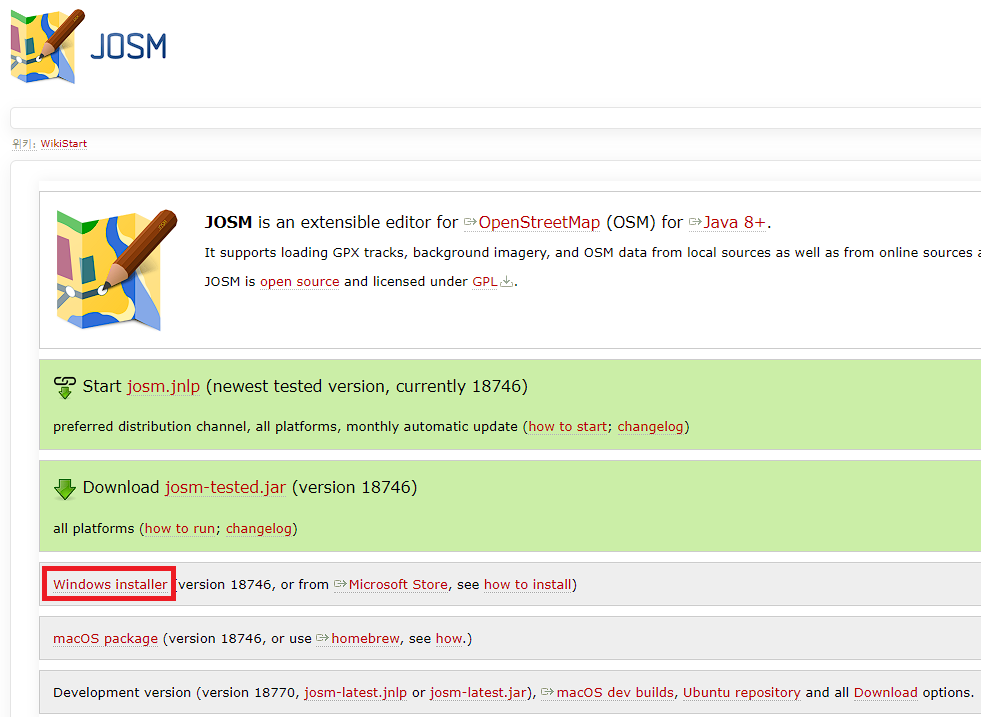 JOSM
위키: WikiStart
JOSM is an extensible editor for OpenStreetMap (OSM) for Java 8+.
It supports loading GPX tracks, background imagery, and OSM data from local sources as well as from online sources
JOSM is open source and licensed under GPL.
Start josm.jnlp (newest tested version, currently 18746)
preferred distribution channel, all platforms, monthly automatic update (how to start; changelog)
Download josm-tested.jar (version 18746)
all platforms (how to run; changelog)
Windows installer (version 18746, or from Microsoft Store, see how to install)
macOS package (version 18746, or use homebrew, see how.)
Development version (version 18770, josm-latest.jnlp or josm-latest.jar), macOS dev builds, Ubuntu repository and all Download options.